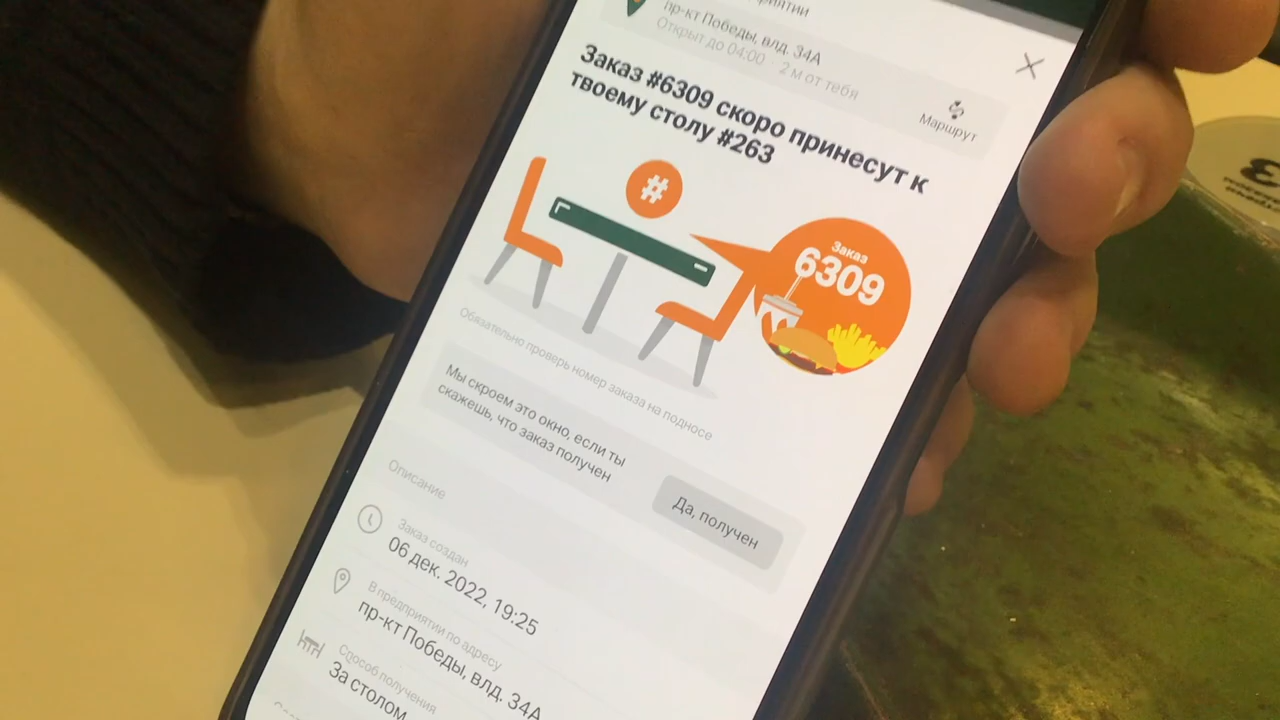 пр-кт Победы, влд. 34А
Открыт до 04:00 · 2 м от тебя
Маршрут
Заказ #6309 скоро принесут к
твоему столу #263
#
Заказ
6309
Обязательно проверь номер заказа на подносе
Мы скроем это окно, если ты
скажешь, что заказ получен
Да, получен
Описание
Заказ создан
06 дек. 2022, 19:25
В предприятии по адресу
пр-кт Победы, влд. 34А
Способ получения
За столом